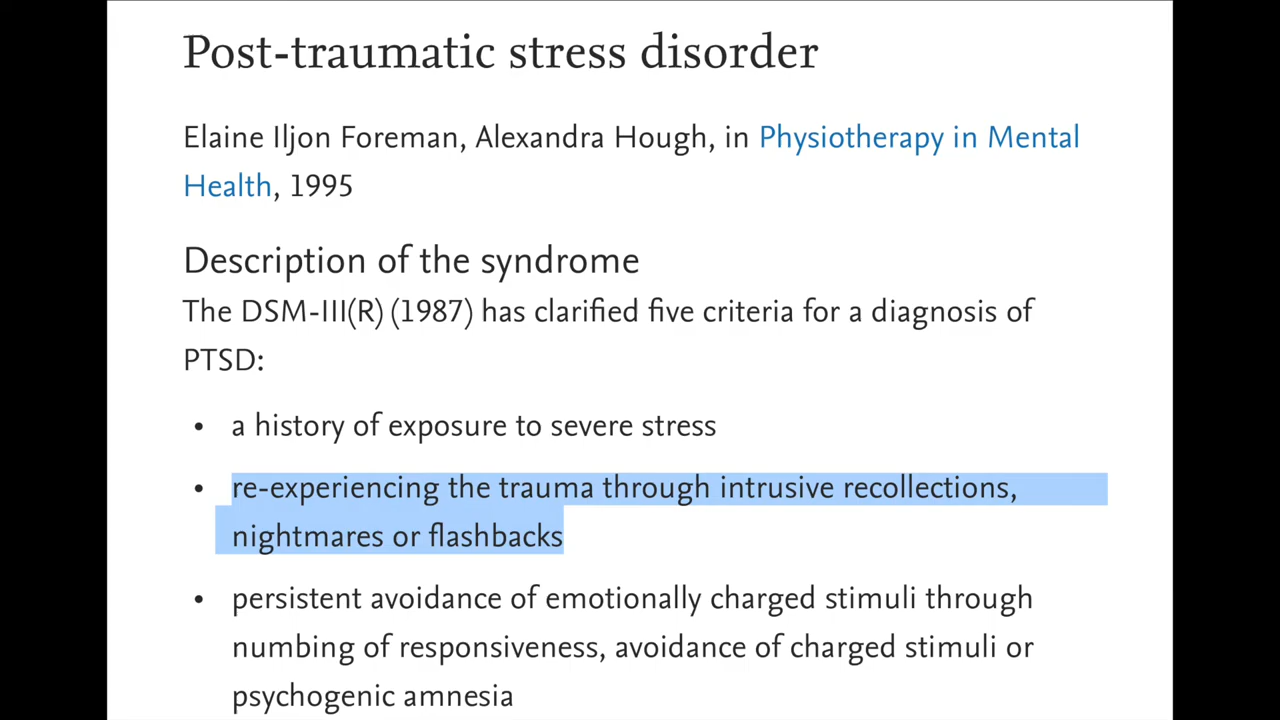 Post-traumatic stress disorder
Elaine Iljon Foreman, Alexandra Hough, in Physiotherapy in Mental
Health, 1995
Description of the syndrome
The DSM-III(R) (1987) has clarified five criteria for a diagnosis of
PTSD:
• a history of exposure to severe stress
• re-experiencing the trauma through intrusive recollections,
nightmares or flashbacks
• persistent avoidance of emotionally charged stimuli through
numbing of responsiveness, avoidance of charged stimuli or
psychogenic amnesia